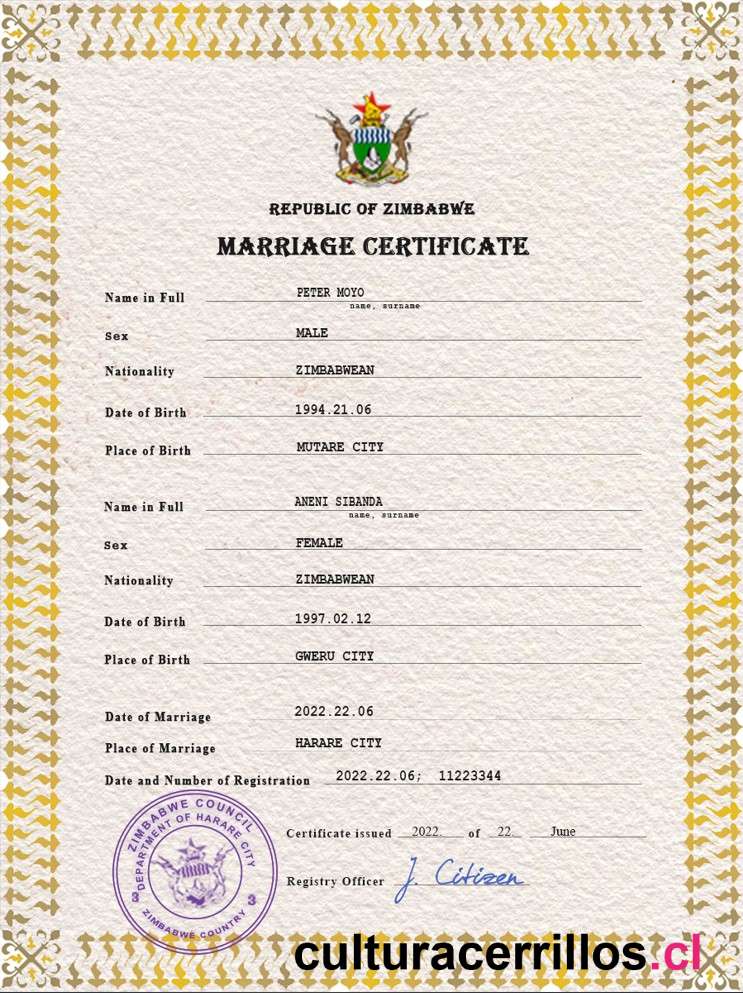 REPUBLIC OF ZIMBABWE
MARRIAGE CERTIFICATE
Name in Full PETER MOYO
name, surname
Sex MALE
Nationality ZIMBABWEAN
Date of Birth 1994.21.06
Place of Birth MUTARE CITY
Name in Full ANENI SIBANDA
name, surname
Sex FEMALE
Nationality ZIMBABWEAN
Date of Birth 1997.02.12
Place of Birth GWERU CITY
Date of Marriage 2022.22.06
Place of Marriage HARARE CITY
Date and Number of Registration 2022.22.06; 11223344
Certificate issued 2022. of 22. June
Registry Officer J. Citizen
ZIMBABWE COUNCIL
DEPARTMENT OF HARARE CITY
3 3
ZIMBABWE COUNTRY
culturacerrillos.cl